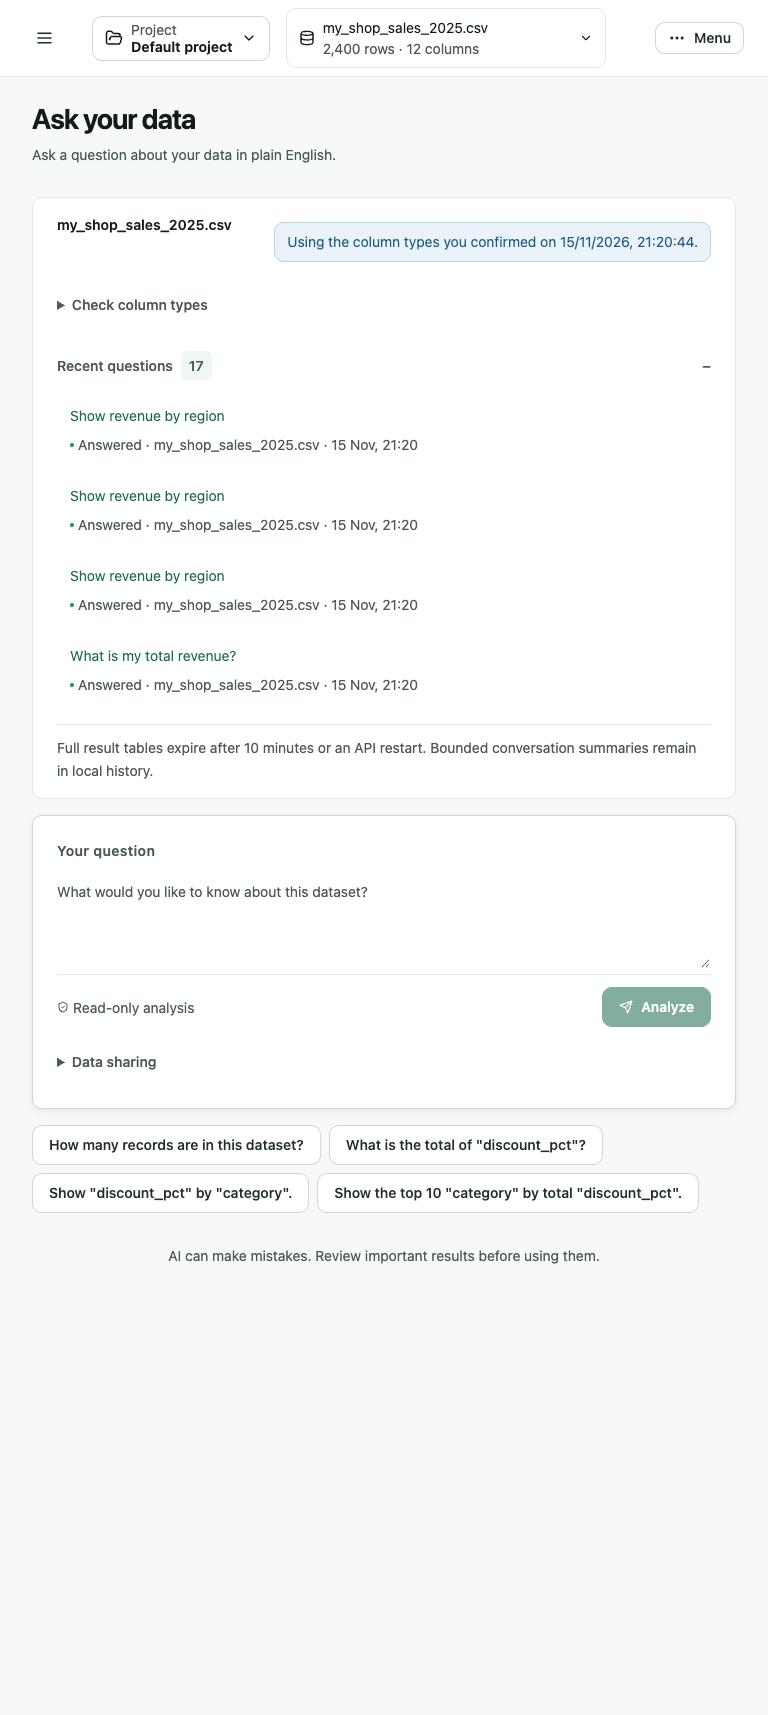 Project
Default project
my_shop_sales_2025.csv
2,400 rows · 12 columns
Menu
Ask your data
Ask a question about your data in plain English.
my_shop_sales_2025.csv
Using the column types you confirmed on 15/11/2026, 21:20:44.
Check column types
Recent questions 17
Show revenue by region
Answered · my_shop_sales_2025.csv · 15 Nov, 21:20
Show revenue by region
Answered · my_shop_sales_2025.csv · 15 Nov, 21:20
Show revenue by region
Answered · my_shop_sales_2025.csv · 15 Nov, 21:20
What is my total revenue?
Answered · my_shop_sales_2025.csv · 15 Nov, 21:20
Full result tables expire after 10 minutes or an API restart. Bounded conversation summaries remain
in local history.
Your question
What would you like to know about this dataset?
Read-only analysis
Analyze
Data sharing
How many records are in this dataset?
What is the total of "discount_pct"?
Show "discount_pct" by "category".
Show the top 10 "category" by total "discount_pct".
AI can make mistakes. Review important results before using them.